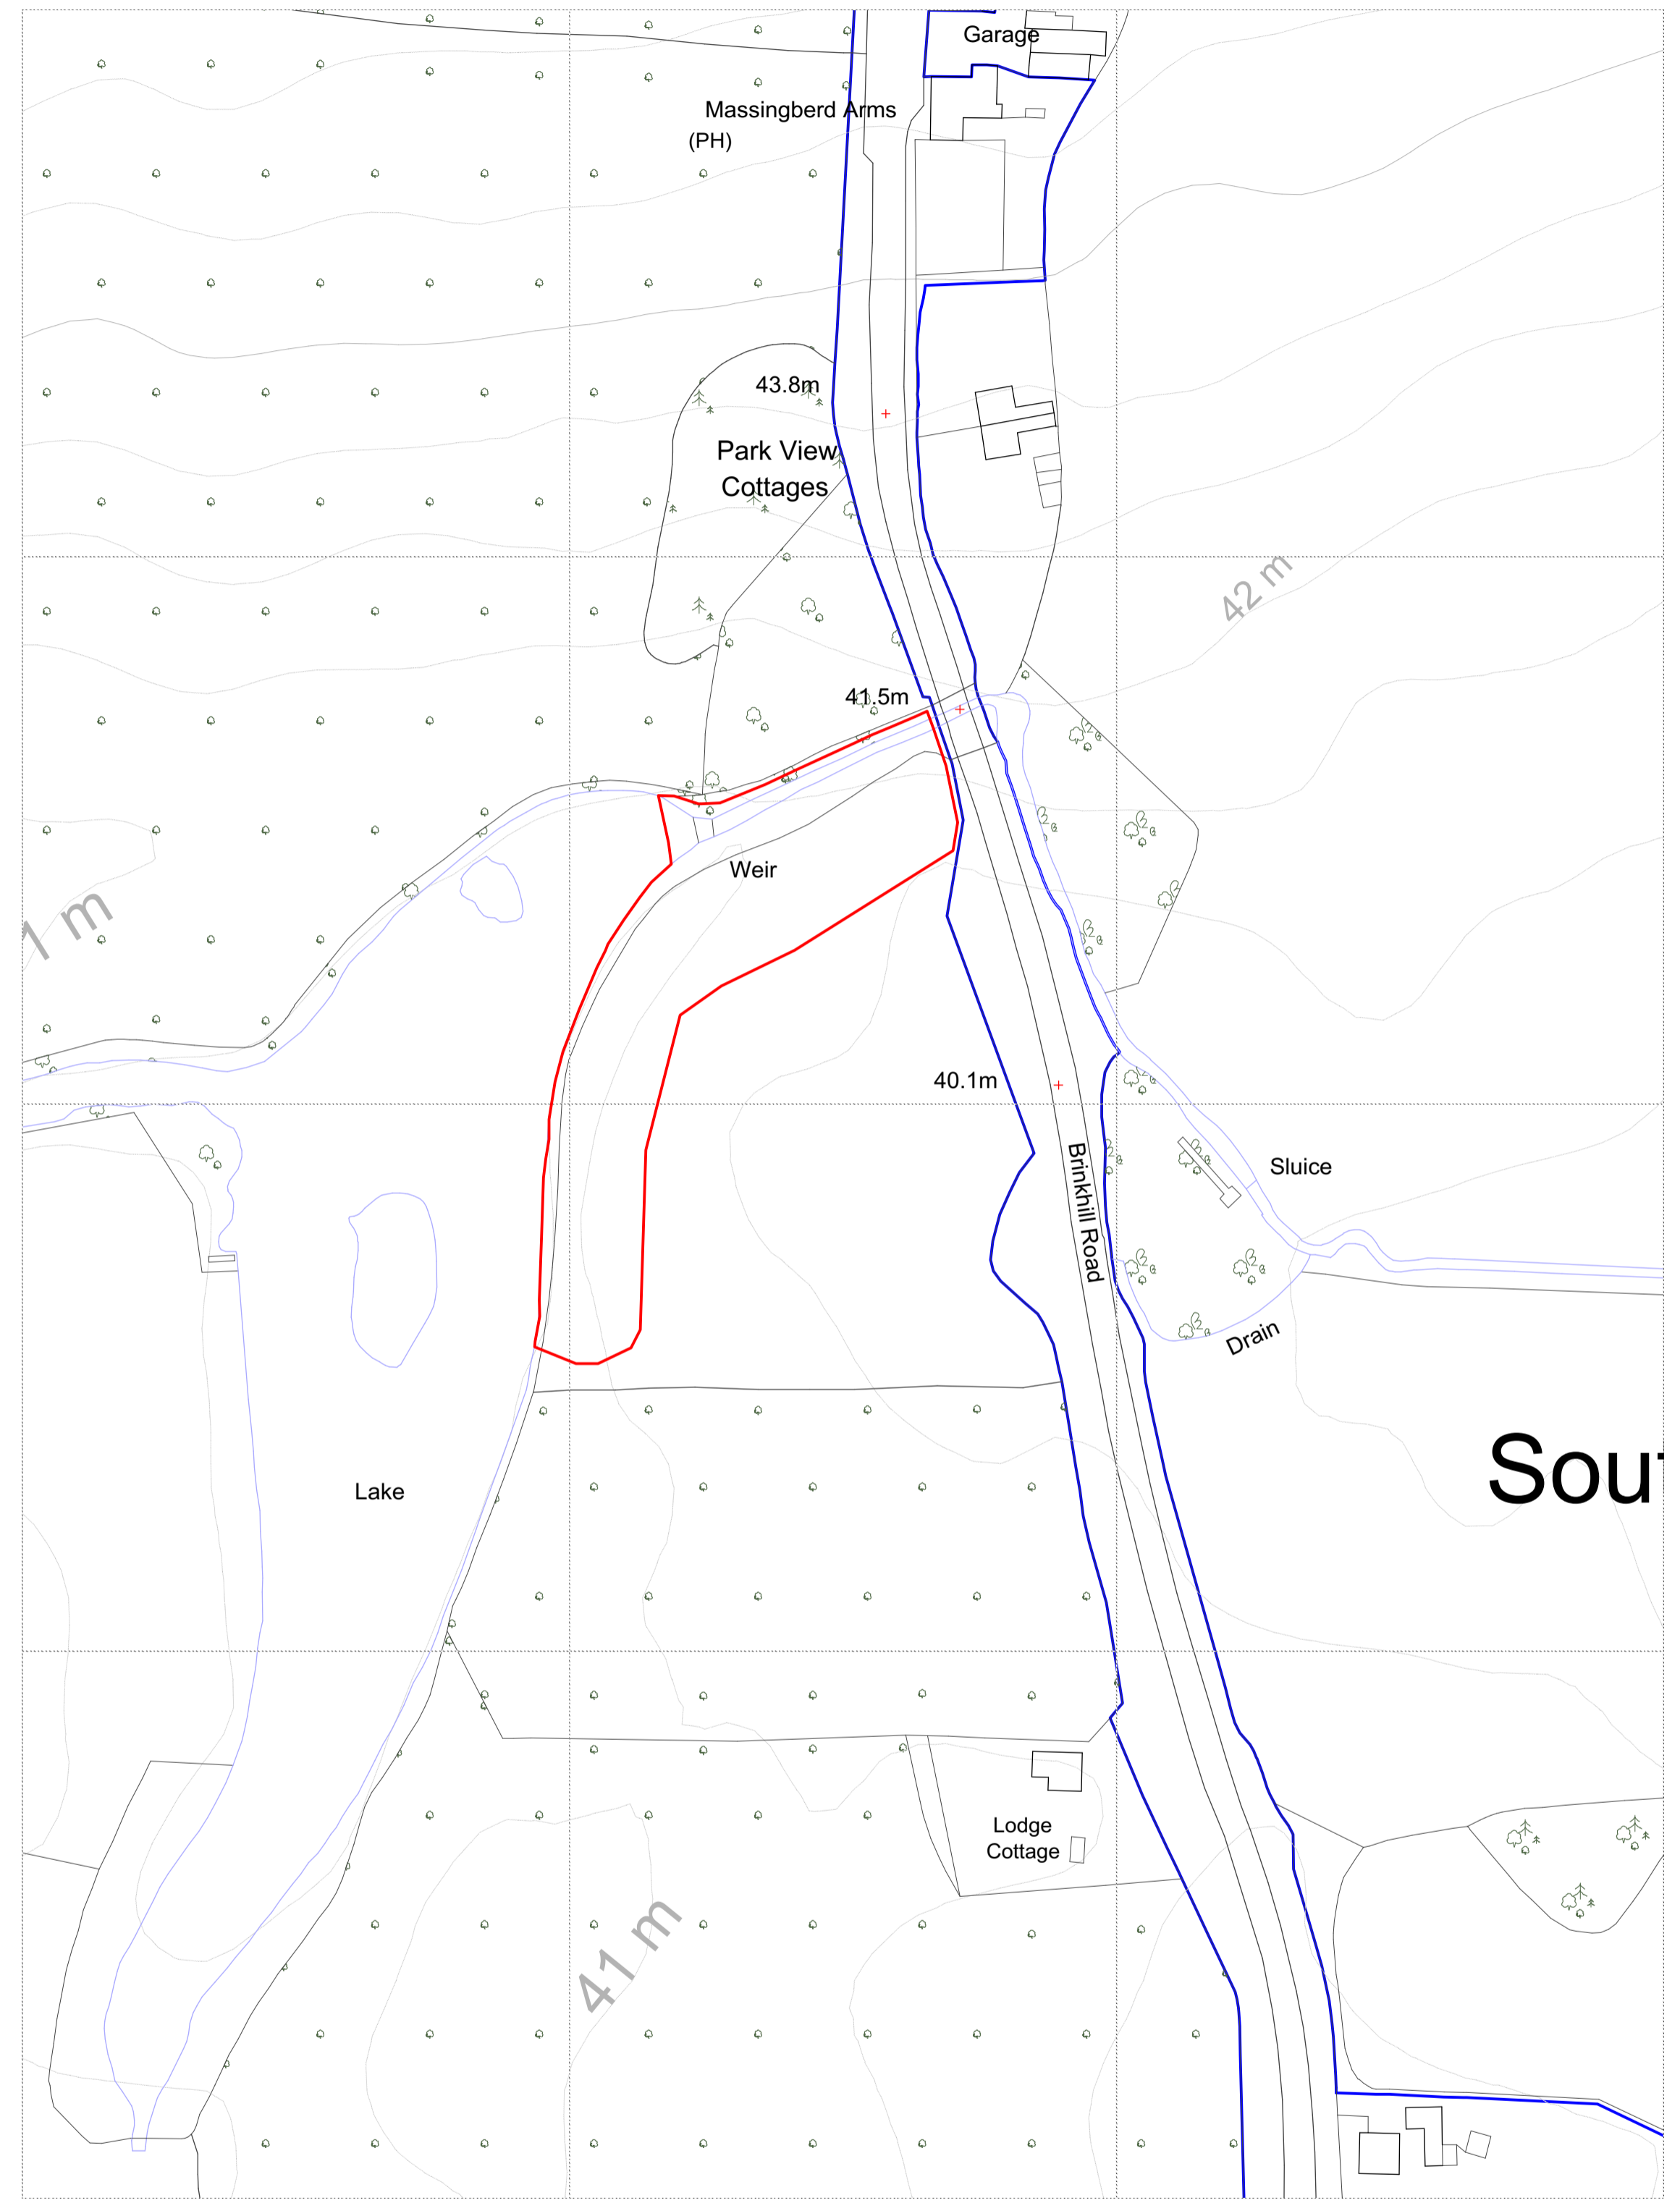 Garage
Massingberd Arms
(PH)
43.8m
Park View
Cottages
42 m
41.5m
Weir
1 m
40.1m
Brinkhill Road
Sluice
Drain
Sou
Lake
Lodge
Cottage
41 m